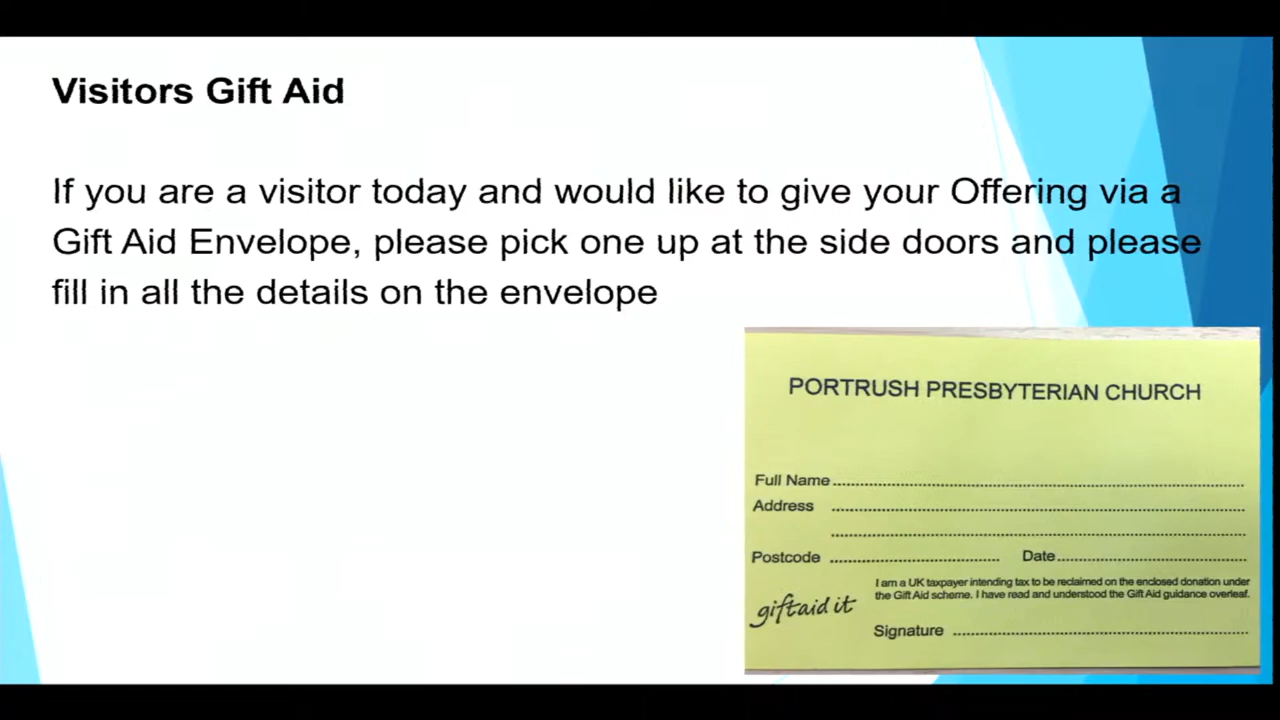 Visitors Gift Aid
If you are a visitor today and would like to give your Offering via a
Gift Aid Envelope, please pick one up at the side doors and please
fill in all the details on the envelope
PORTRUSH PRESBYTERIAN CHURCH
Full Name
Address
Postcode Date
I am a UK taxpayer intending tax to be reclaimed on the enclosed donation under
the Gift Aid scheme. I have read and understood the Gift Aid guidance overleaf.
giftaid it
Signature